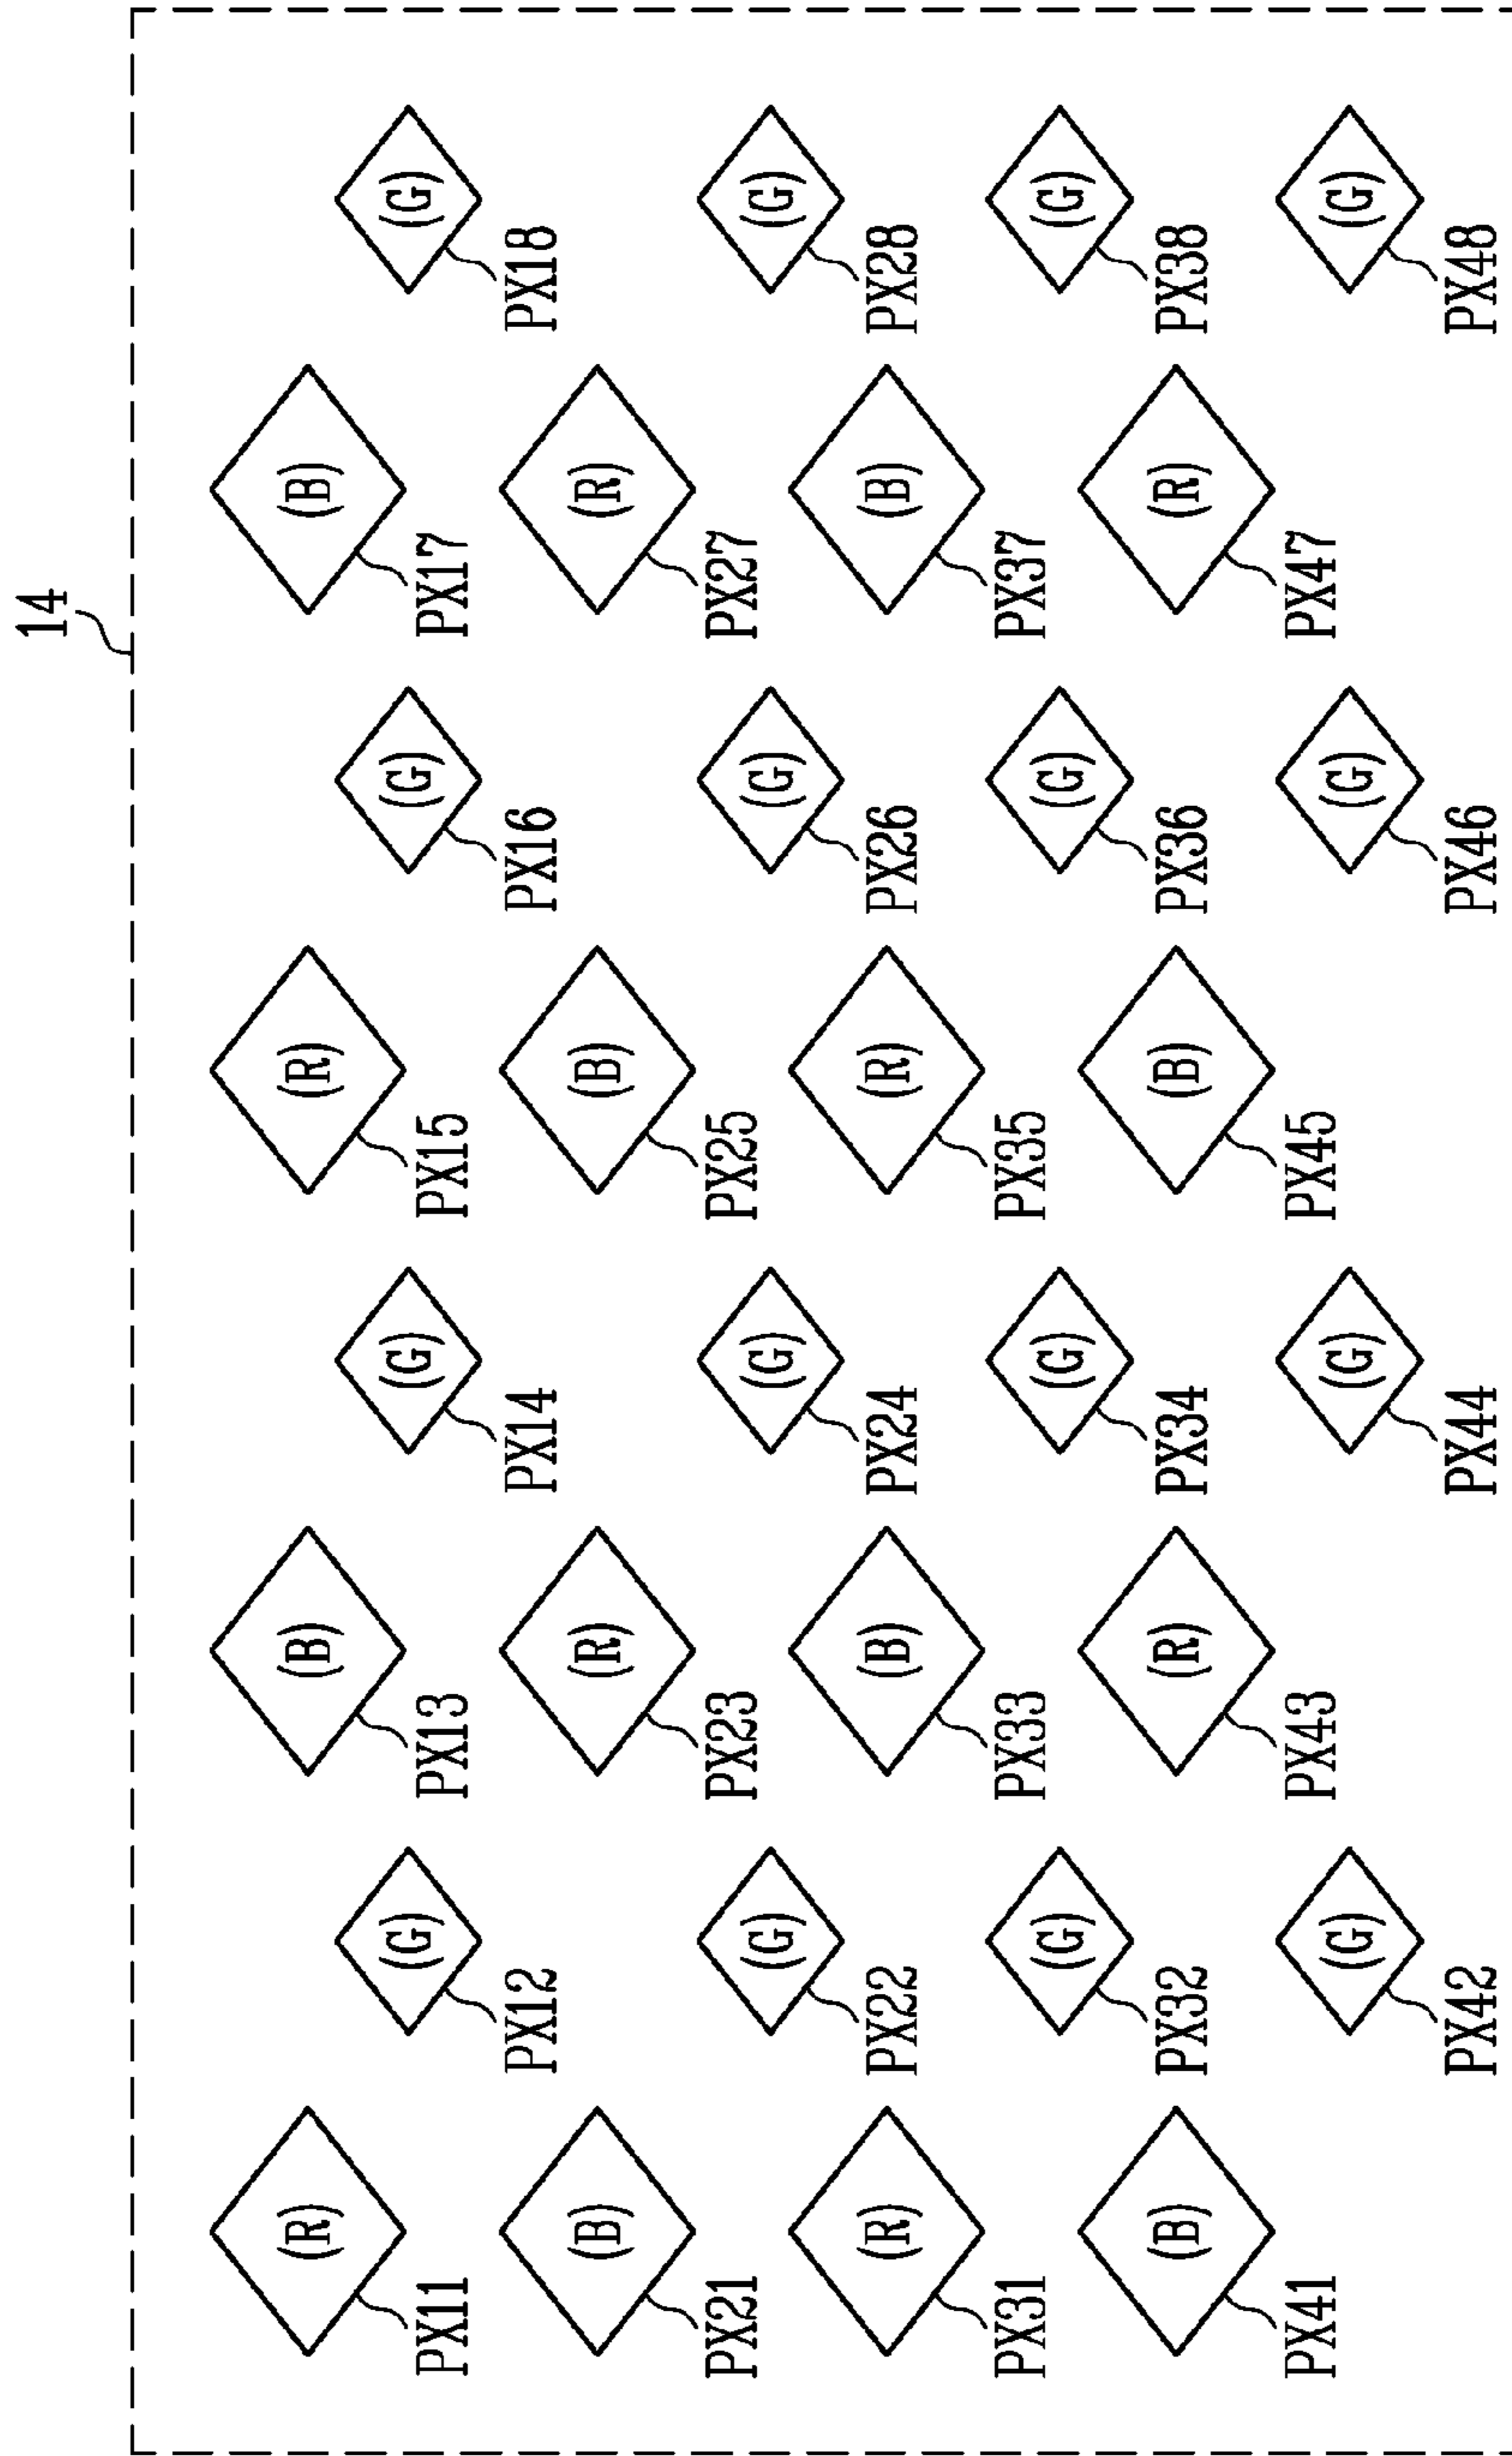 14
(R) (B) (R) (B)
(G) (G) (G) (G)
PX11 PX13 PX15 PX17
PX12 PX14 PX16 PX18
(B) (R) (B) (R)
PX21 PX23 PX25 PX27
(G) (G) (G) (G)
PX22 PX24 PX26 PX28
(R) (B) (R) (B)
PX31 PX33 PX35 PX37
(G) (G) (G) (G)
PX32 PX34 PX36 PX38
(B) (R) (B) (R)
PX41 PX43 PX45 PX47
(G) (G) (G) (G)
PX42 PX44 PX46 PX48